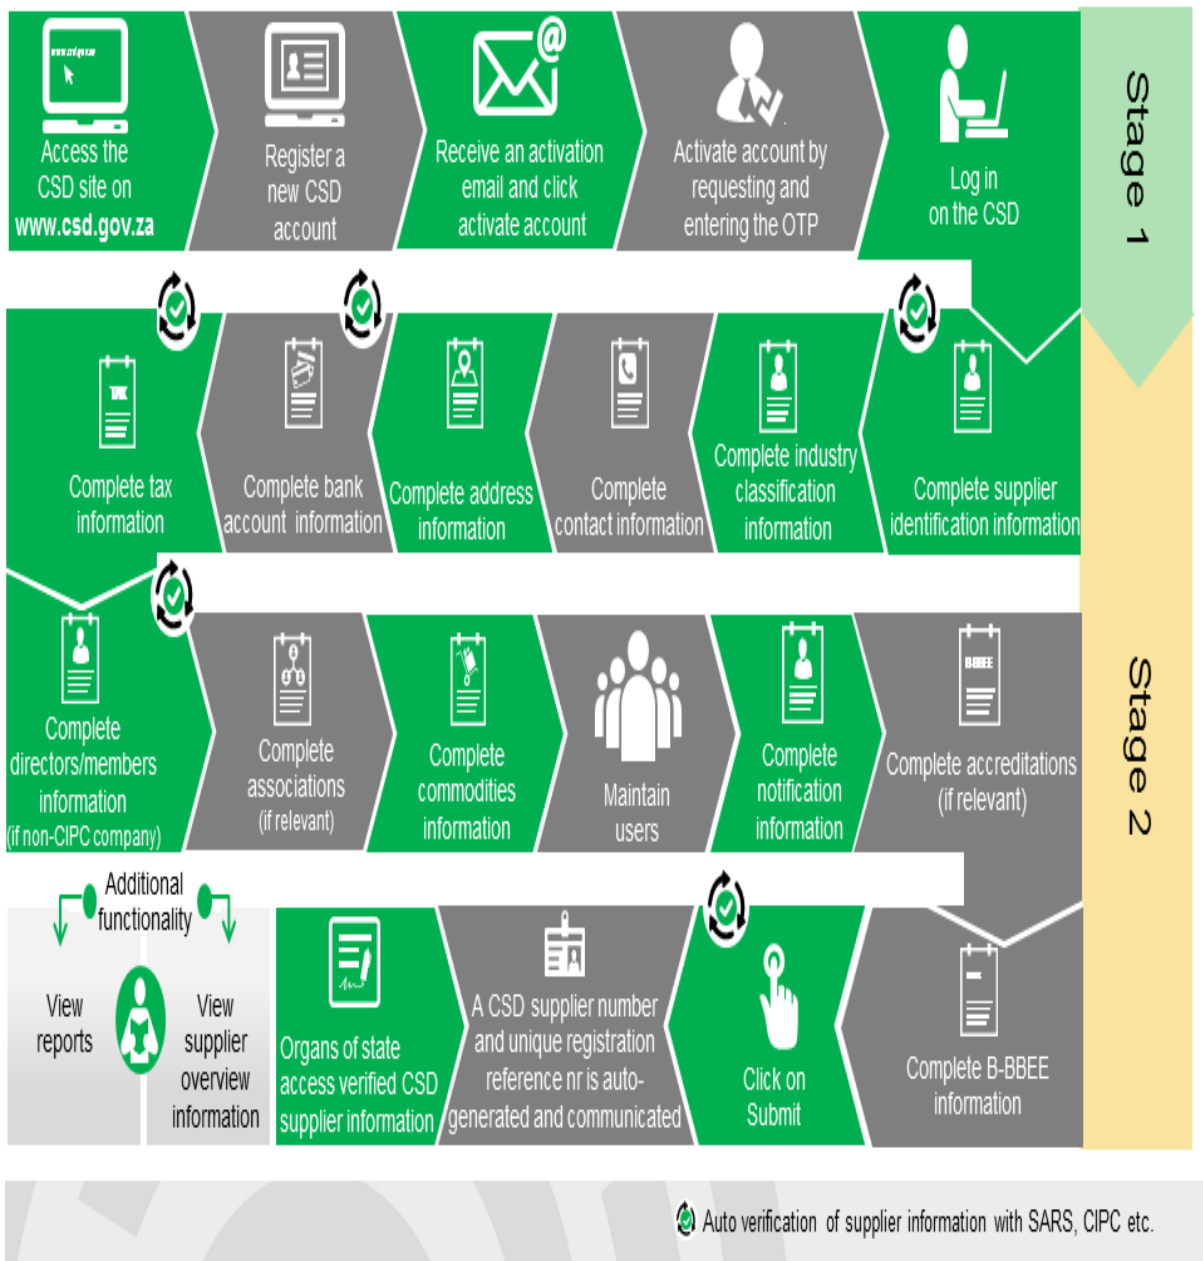 www.csd.gov.za
Access the
CSD site on
www.csd.gov.za
Register a
new CSD
account
@
Receive an activation
email and click
activate account
Activate account by
requesting and
entering the OTP
Log in
on the CSD
Stage 1
Complete supplier
identification information
Complete industry
classification
information
Complete
contact information
Complete address
information
Complete bank
account information
TAX
Complete tax
information
Complete
directors/members
information
(if non-CIPC company)
Complete
associations
(if relevant)
Complete
commodities
information
Maintain
users
Complete
notification
information
B-BBEE
Complete accreditations
(if relevant)
Stage 2
Complete B-BBEE
information
Click on
Submit
A CSD supplier number
and unique registration
reference nr is auto-
generated and communicated
Organs of state
access verified CSD
supplier information
Additional
functionality
View
reports
View
supplier
overview
information
Auto verification of supplier information with SARS, CIPC etc.